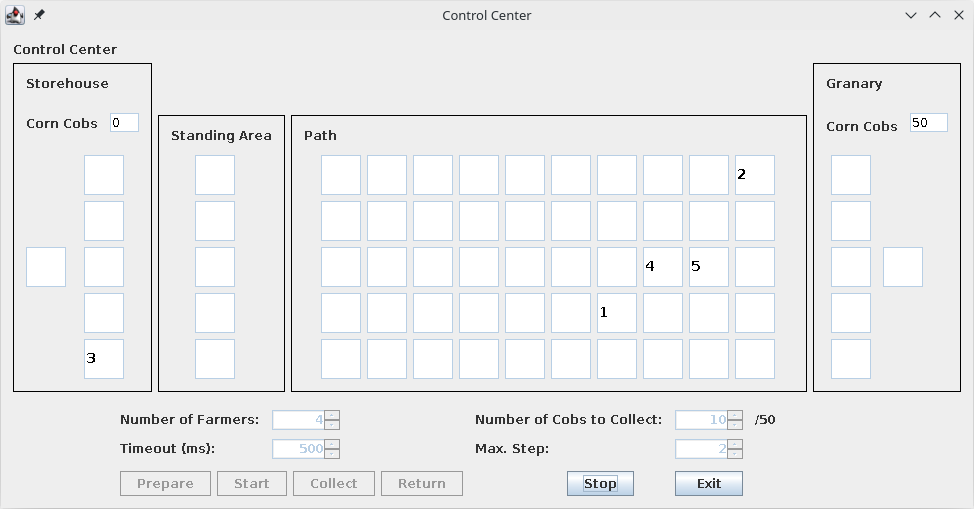 Control Center
Control Center
Storehouse
Corn Cobs 0
3
Standing Area
Path
2
4 5
1
Granary
Corn Cobs 50
Number of Farmers: 4
Number of Cobs to Collect: 10 /50
Timeout (ms): 500
Max. Step: 2
Prepare Start Collect Return Stop Exit